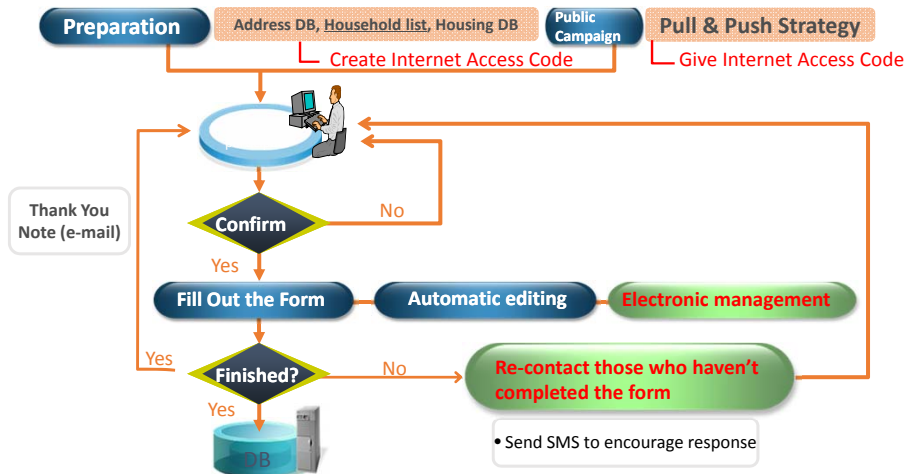 Preparation
Address DB, Household list, Housing DB
Public
Campaign
Pull & Push Strategy
Create Internet Access Code
Give Internet Access Code
Thank You
Note (e-mail)
Confirm
No
Yes
Fill Out the Form
Automatic editing
Electronic management
Yes
Finished?
No
Re-contact those who haven't
completed the form
Yes
DB
• Send SMS to encourage response